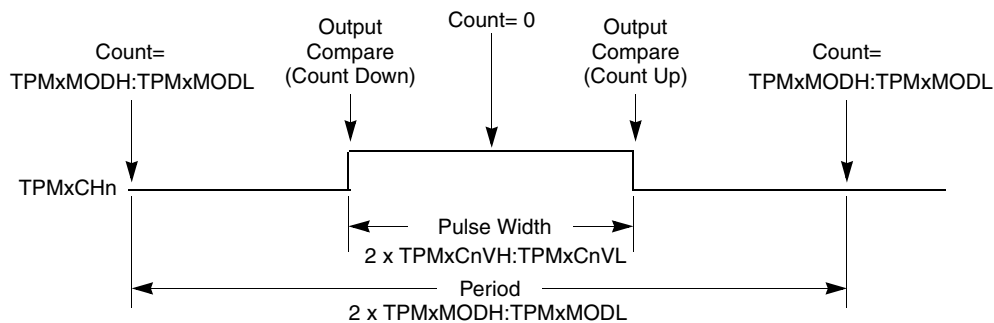 Count=
TPMxMODH:TPMxMODL
Output
Compare
(Count Down)
Count= 0
Output
Compare
(Count Up)
Count=
TPMxMODH:TPMxMODL
TPMxCHn
Pulse Width
2 x TPMxCnVH:TPMxCnVL
Period
2 x TPMxMODH:TPMxMODL